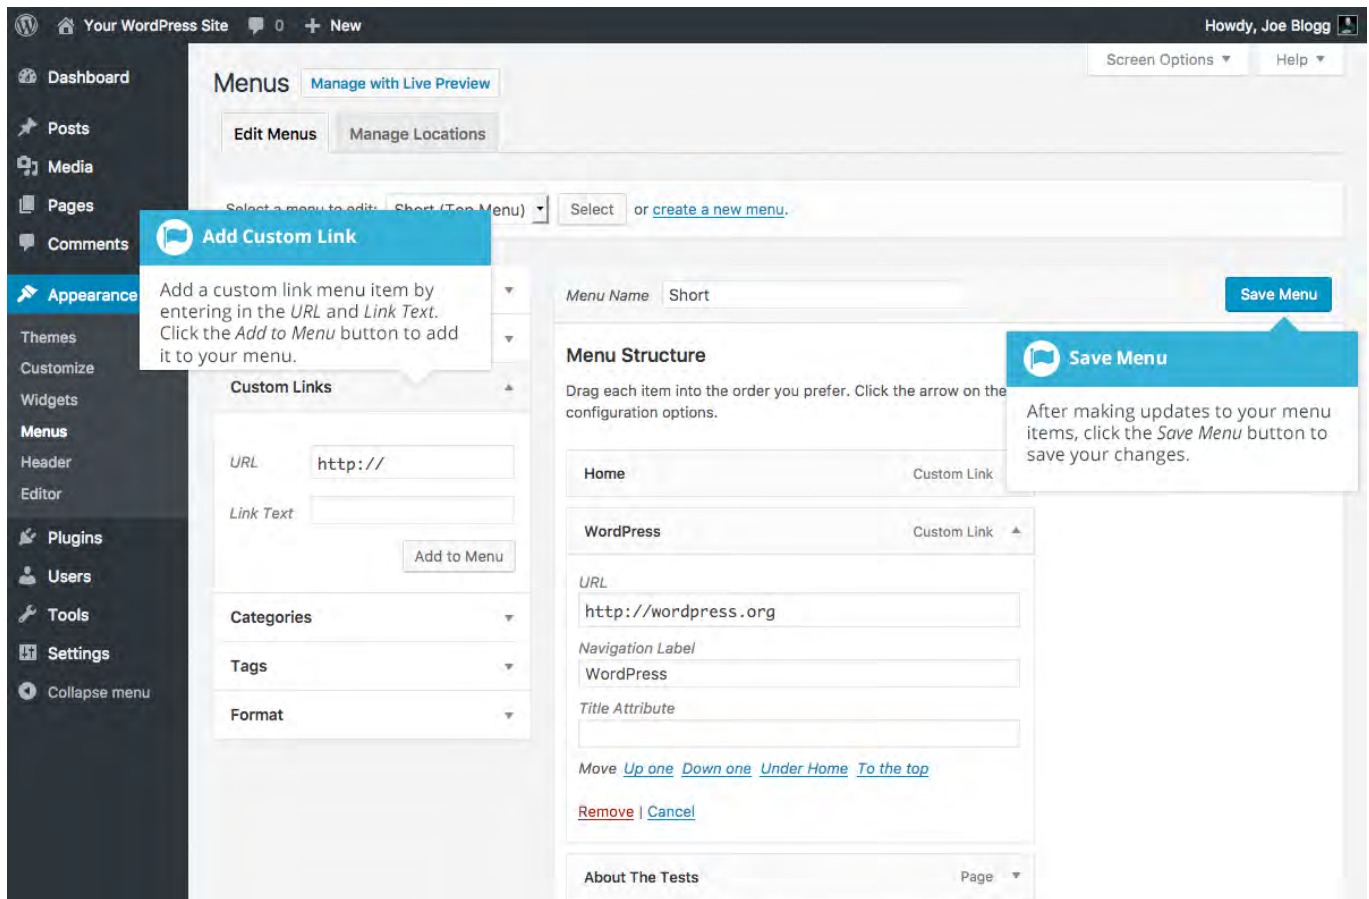 Your WordPress Site 0 + New Howdy, Joe Blogg
Screen Options Help
Dashboard
Posts
Media
Pages
Comments
Appearance
Themes
Customize
Widgets
Menus
Header
Editor
Plugins
Users
Tools
Settings
Collapse menu
Menus Manage with Live Preview
Edit Menus Manage Locations
Select a menu to edit: Short (Top Menu) Select or create a new menu.
Add Custom Link
Add a custom link menu item by
entering in the URL and Link Text.
Click the Add to Menu button to add
it to your menu.
Custom Links
URL http://
Link Text
Add to Menu
Categories
Tags
Format
Menu Name Short Save Menu
Menu Structure
Drag each item into the order you prefer. Click the arrow on the
configuration options.
Save Menu
After making updates to your menu
items, click the Save Menu button to
save your changes.
Home Custom Link
WordPress Custom Link
URL
http://wordpress.org
Navigation Label
WordPress
Title Attribute
Move Up one Down one Under Home To the top
Remove | Cancel
About The Tests Page